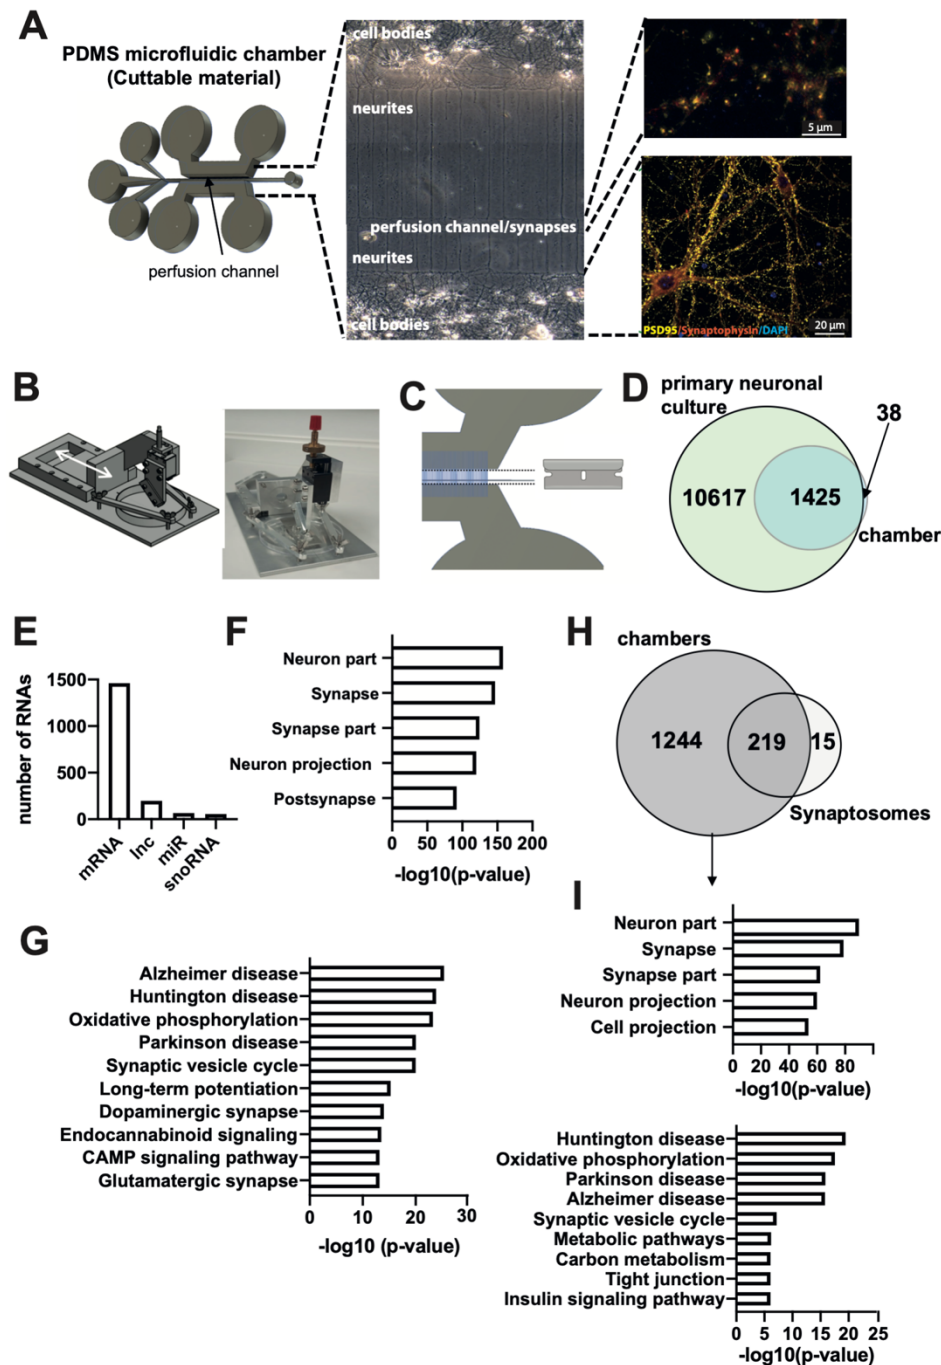 A
PDMS microfluidic chamber
(Cuttable material)
perfusion channel
cell bodies
neurites
perfusion channel/synapses
neurites
cell bodies
5 µm
PSD95/Synaptophysin/DAPI
20 µm
B
C
D
primary neuronal
culture
38
10617
1425
chamber
E
number of RNAs
1500
1000
500
0
mRNA
lnc
miR
snoRNA
F
Neuron part
Synapse
Synapse part
Neuron projection
Postsynapse
0 50 100 150 200
-log10(p-value)
H
chambers
1244
219
15
Synaptosomes
G
Alzheimer disease
Huntington disease
Oxidative phosphorylation
Parkinson disease
Synaptic vesicle cycle
Long-term potentiation
Dopaminergic synapse
Endocannabinoid signaling
CAMP signaling pathway
Glutamatergic synapse
0 10 20 30
-log10 (p-value)
I
Neuron part
Synapse
Synapse part
Neuron projection
Cell projection
0 20 40 60 80
-log10(p-value)
Huntington disease
Oxidative phosphorylation
Parkinson disease
Alzheimer disease
Synaptic vesicle cycle
Metabolic pathways
Carbon metabolism
Tight junction
Insulin signaling pathway
0 5 10 15 20 25
-log10(p-value)